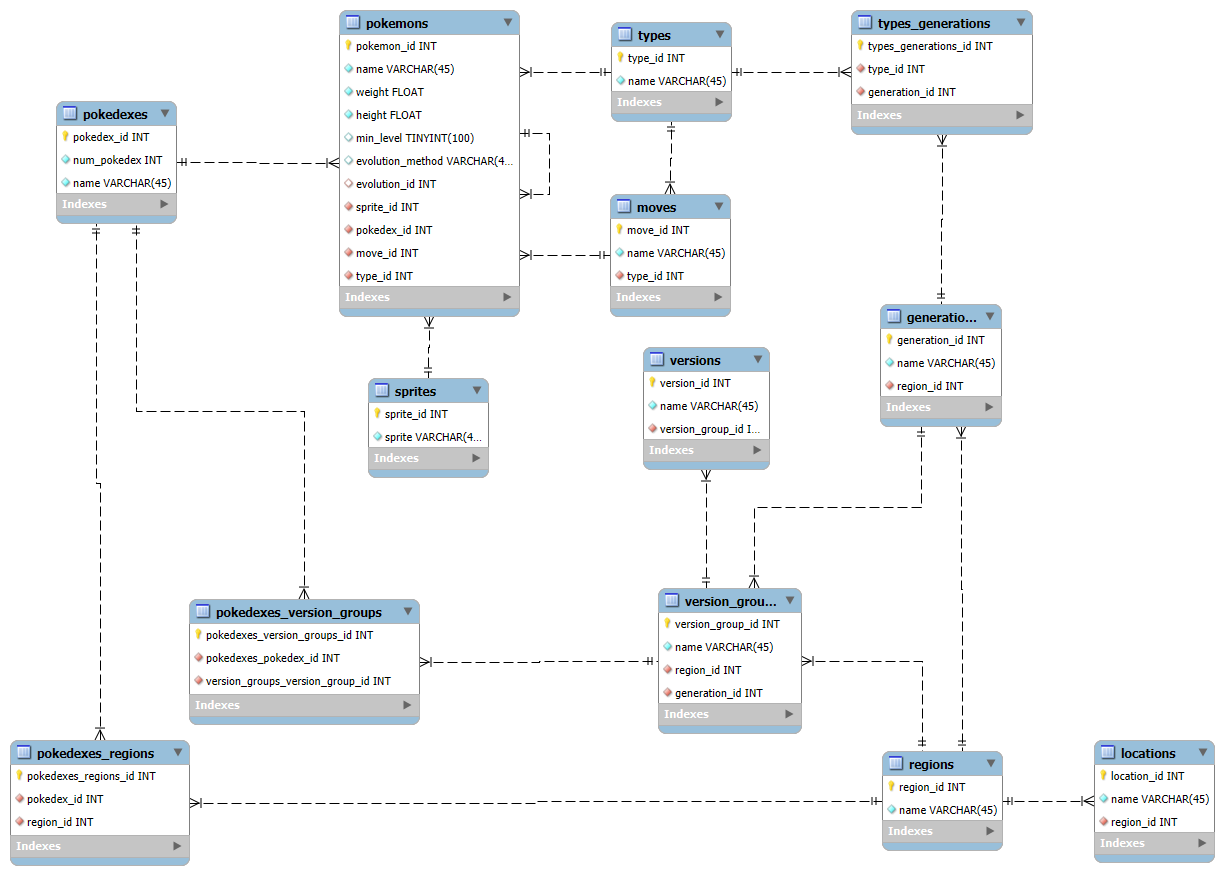 pokemons
pokemon_id INT
name VARCHAR(45)
weight FLOAT
height FLOAT
min_level TINYINT(100)
evolution_method VARCHAR(4...
evolution_id INT
sprite_id INT
pokedex_id INT
move_id INT
type_id INT
Indexes
types
type_id INT
name VARCHAR(45)
Indexes
types_generations
types_generations_id INT
type_id INT
generation_id INT
Indexes
pokedexes
pokedex_id INT
num_pokedex INT
name VARCHAR(45)
Indexes
moves
move_id INT
name VARCHAR(45)
type_id INT
Indexes
generatio...
generation_id INT
name VARCHAR(45)
region_id INT
Indexes
versions
version_id INT
name VARCHAR(45)
version_group_id I...
Indexes
sprites
sprite_id INT
sprite VARCHAR(4...
Indexes
pokedexes_version_groups
pokedexes_version_groups_id INT
pokedexes_pokedex_id INT
version_groups_version_group_id INT
Indexes
version_grou...
version_group_id INT
name VARCHAR(45)
region_id INT
generation_id INT
Indexes
pokedexes_regions
pokedexes_regions_id INT
pokedex_id INT
region_id INT
Indexes
regions
region_id INT
name VARCHAR(45)
Indexes
locations
location_id INT
name VARCHAR(45)
region_id INT
Indexes